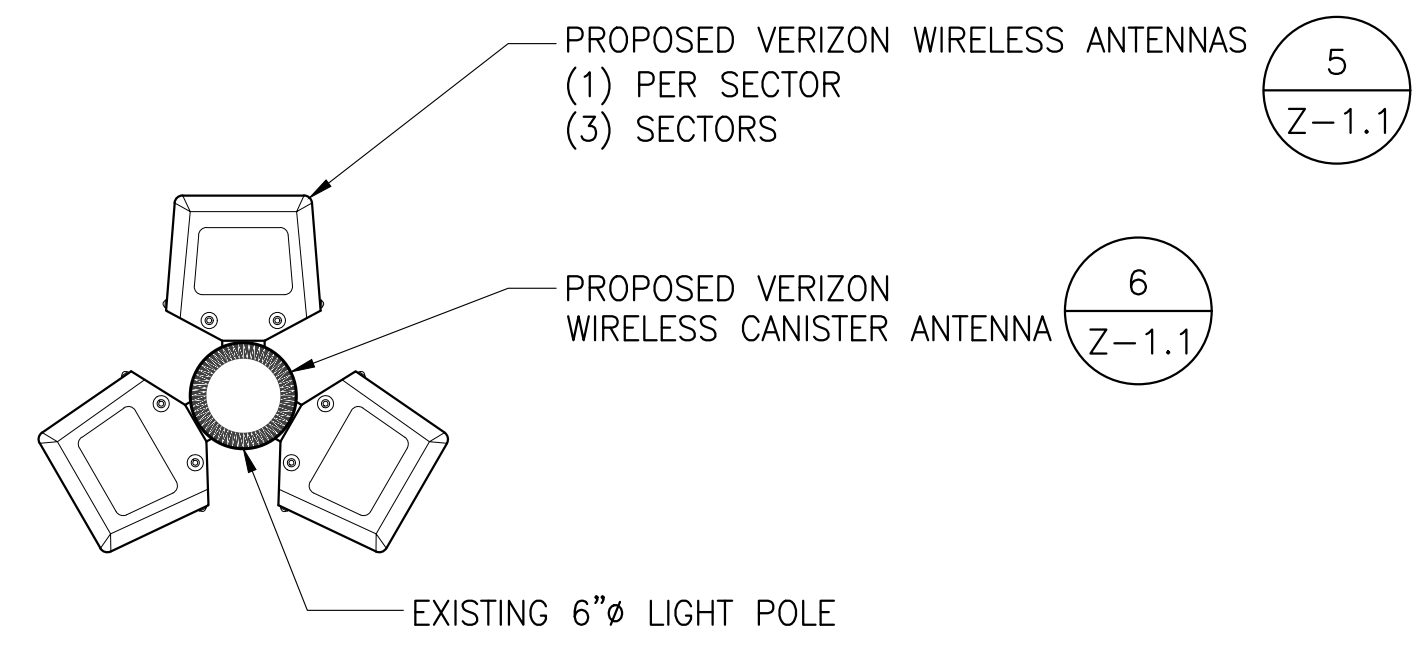 PROPOSED VERIZON WIRELESS ANTENNAS
(1) PER SECTOR
(3) SECTORS
5
Z-1.1
PROPOSED VERIZON
WIRELESS CANISTER ANTENNA
6
Z-1.1
EXISTING 6"ø LIGHT POLE